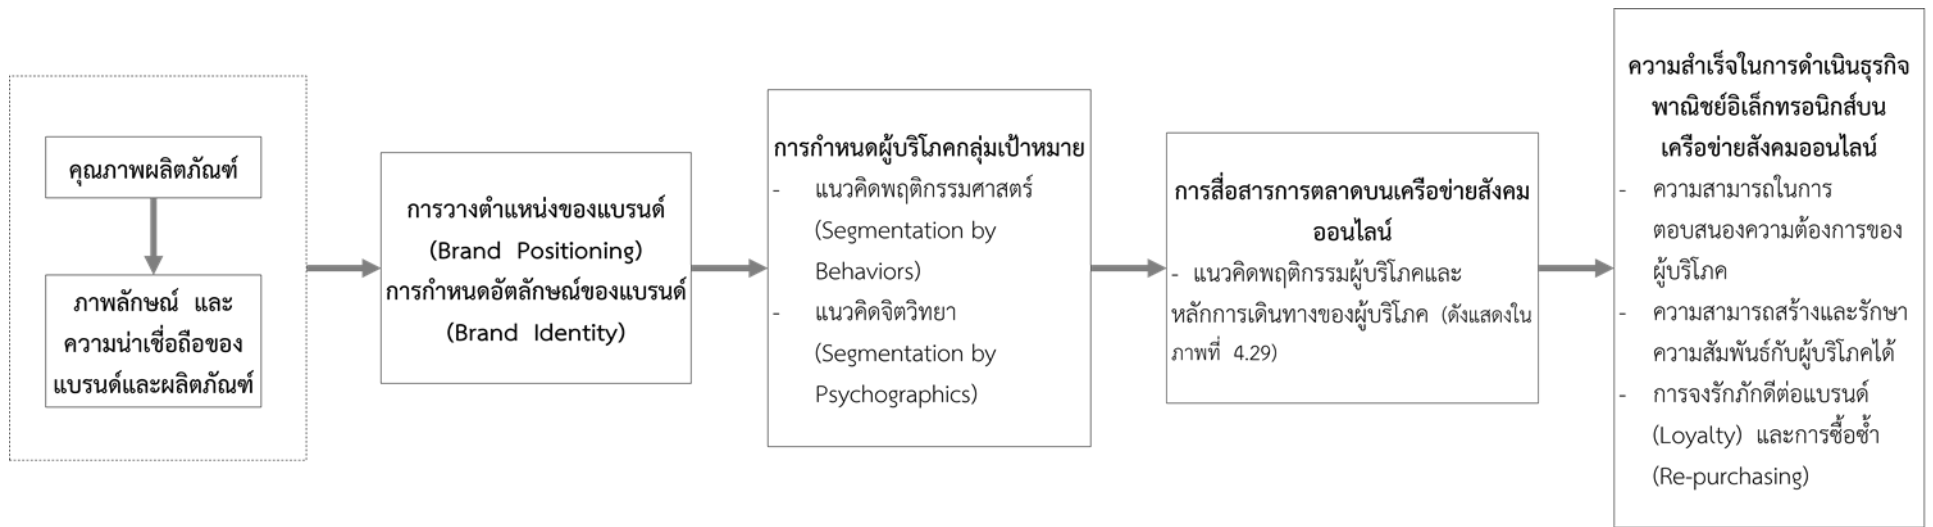 คุณภาพผลิตภัณฑ์
ภาพลักษณ์ และ
ความน่าเชื่อถือของ
แบรนด์และผลิตภัณฑ์
การวางตำแหน่งของแบรนด์
(Brand Positioning)
การกำหนดอัตลักษณ์ของแบรนด์
(Brand Identity)
การกำหนดผู้บริโภคกลุ่มเป้าหมาย
- แนวคิดพฤติกรรมศาสตร์
(Segmentation by
Behaviors)
- แนวคิดจิตวิทยา
(Segmentation by
Psychographics)
การสื่อสารการตลาดบนเครือข่ายสังคม
ออนไลน์
- แนวคิดพฤติกรรมผู้บริโภคและ
หลักการเดินทางของผู้บริโภค (ดังแสดงใน
ภาพที่ 4.29)
ความสำเร็จในการดำเนินธุรกิจ
พาณิชย์อิเล็กทรอนิกส์บน
เครือข่ายสังคมออนไลน์
- ความสามารถในการ
ตอบสนองความต้องการของ
ผู้บริโภค
- ความสามารถสร้างและรักษา
ความสัมพันธ์กับผู้บริโภคได้
- การจงรักภักดีต่อแบรนด์
(Loyalty) และการซื้อซ้ำ
(Re-purchasing)